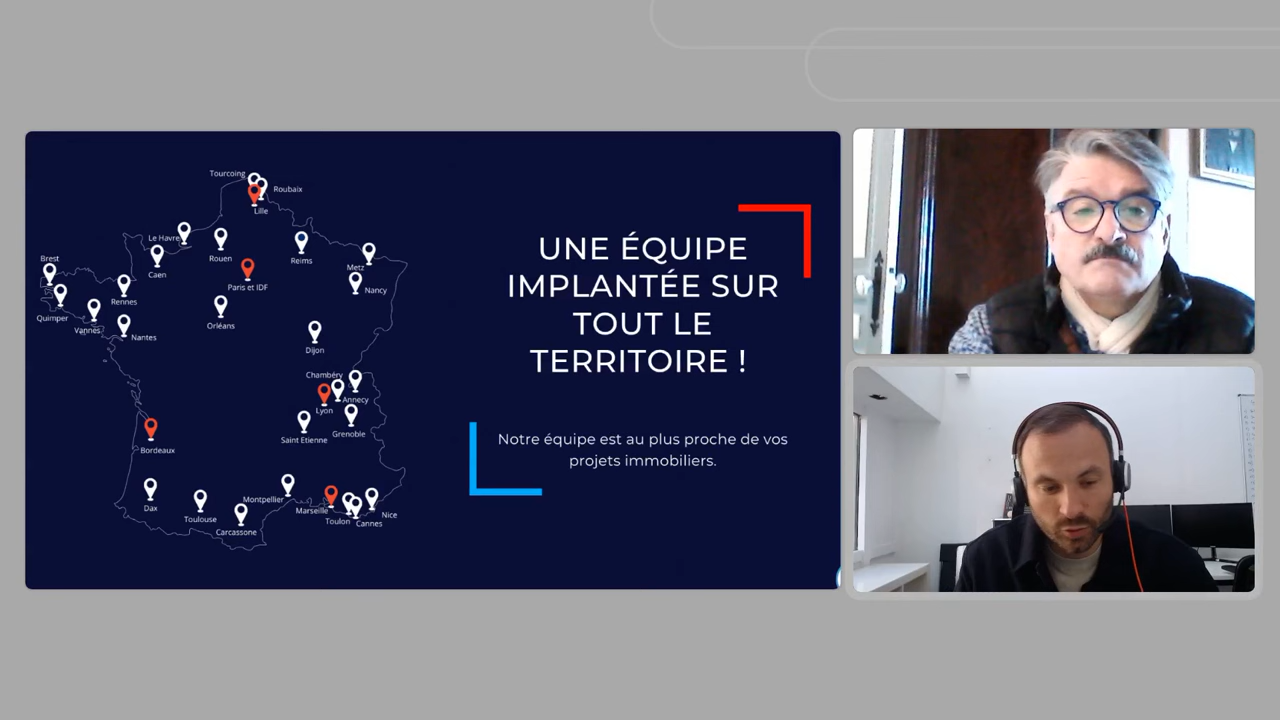 Tourcoing
Roubaix
Lille
Le Havre
Rouen
Reims
Metz
Caen
Brest
Paris et IDF
Nancy
Rennes
Quimper
Vannes
Nantes
Orléans
Dijon
Chambéry
Annecy
Lyon
Grenoble
Saint Etienne
Bordeaux
Montpellier
Marseille
Dax
Toulouse
Toulon
Cannes
Nice
Carcassone
UNE ÉQUIPE
IMPLANTÉE SUR
TOUT LE
TERRITOIRE !
Notre équipe est au plus proche de vos
projets immobiliers.